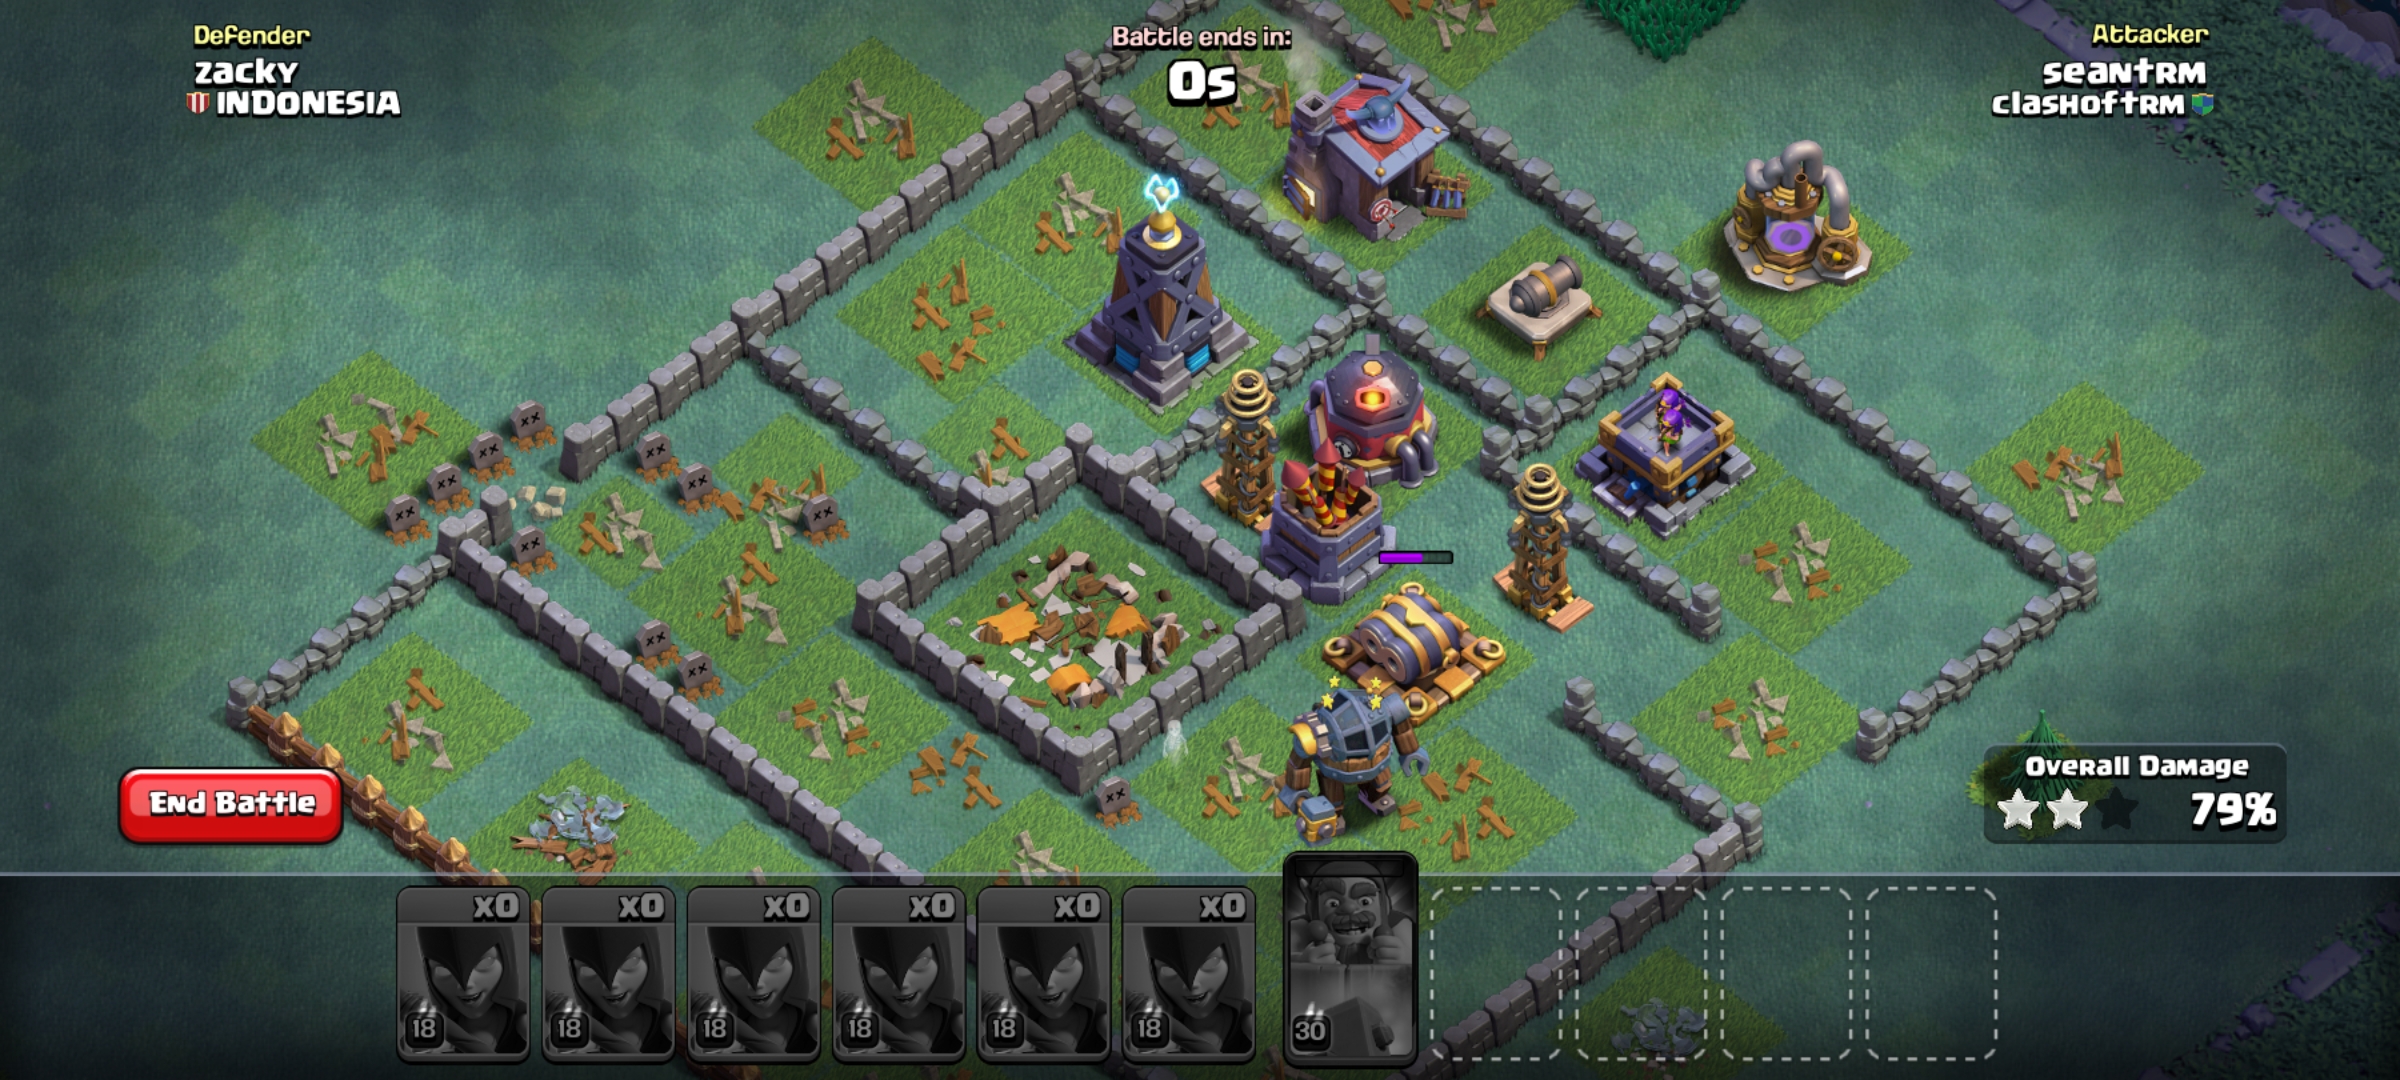 Defender
zacky
INDONESIA
Battle ends in:
0s
Attacker
seantRM
clashoftRM
End Battle
Overall Damage
79%
x0
x0
x0
x0
x0
x0
18
18
18
18
18
18
30